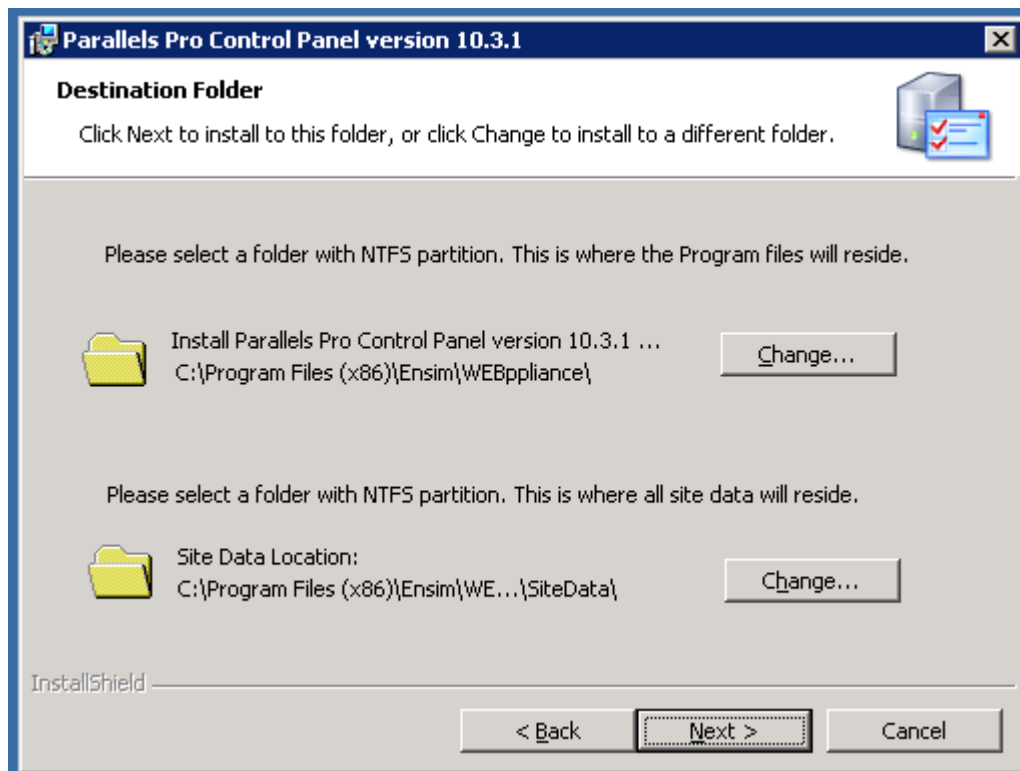 Parallels Pro Control Panel version 10.3.1
Destination Folder
Click Next to install to this folder, or click Change to install to a different folder.
Please select a folder with NTFS partition. This is where the Program files will reside.
Install Parallels Pro Control Panel version 10.3.1 ...
C:\Program Files (x86)\Ensim\WEBppliance\
Change...
Please select a folder with NTFS partition. This is where all site data will reside.
Site Data Location:
C:\Program Files (x86)\Ensim\WE...\SiteData\
Change...
InstallShield
< Back
Next >
Cancel